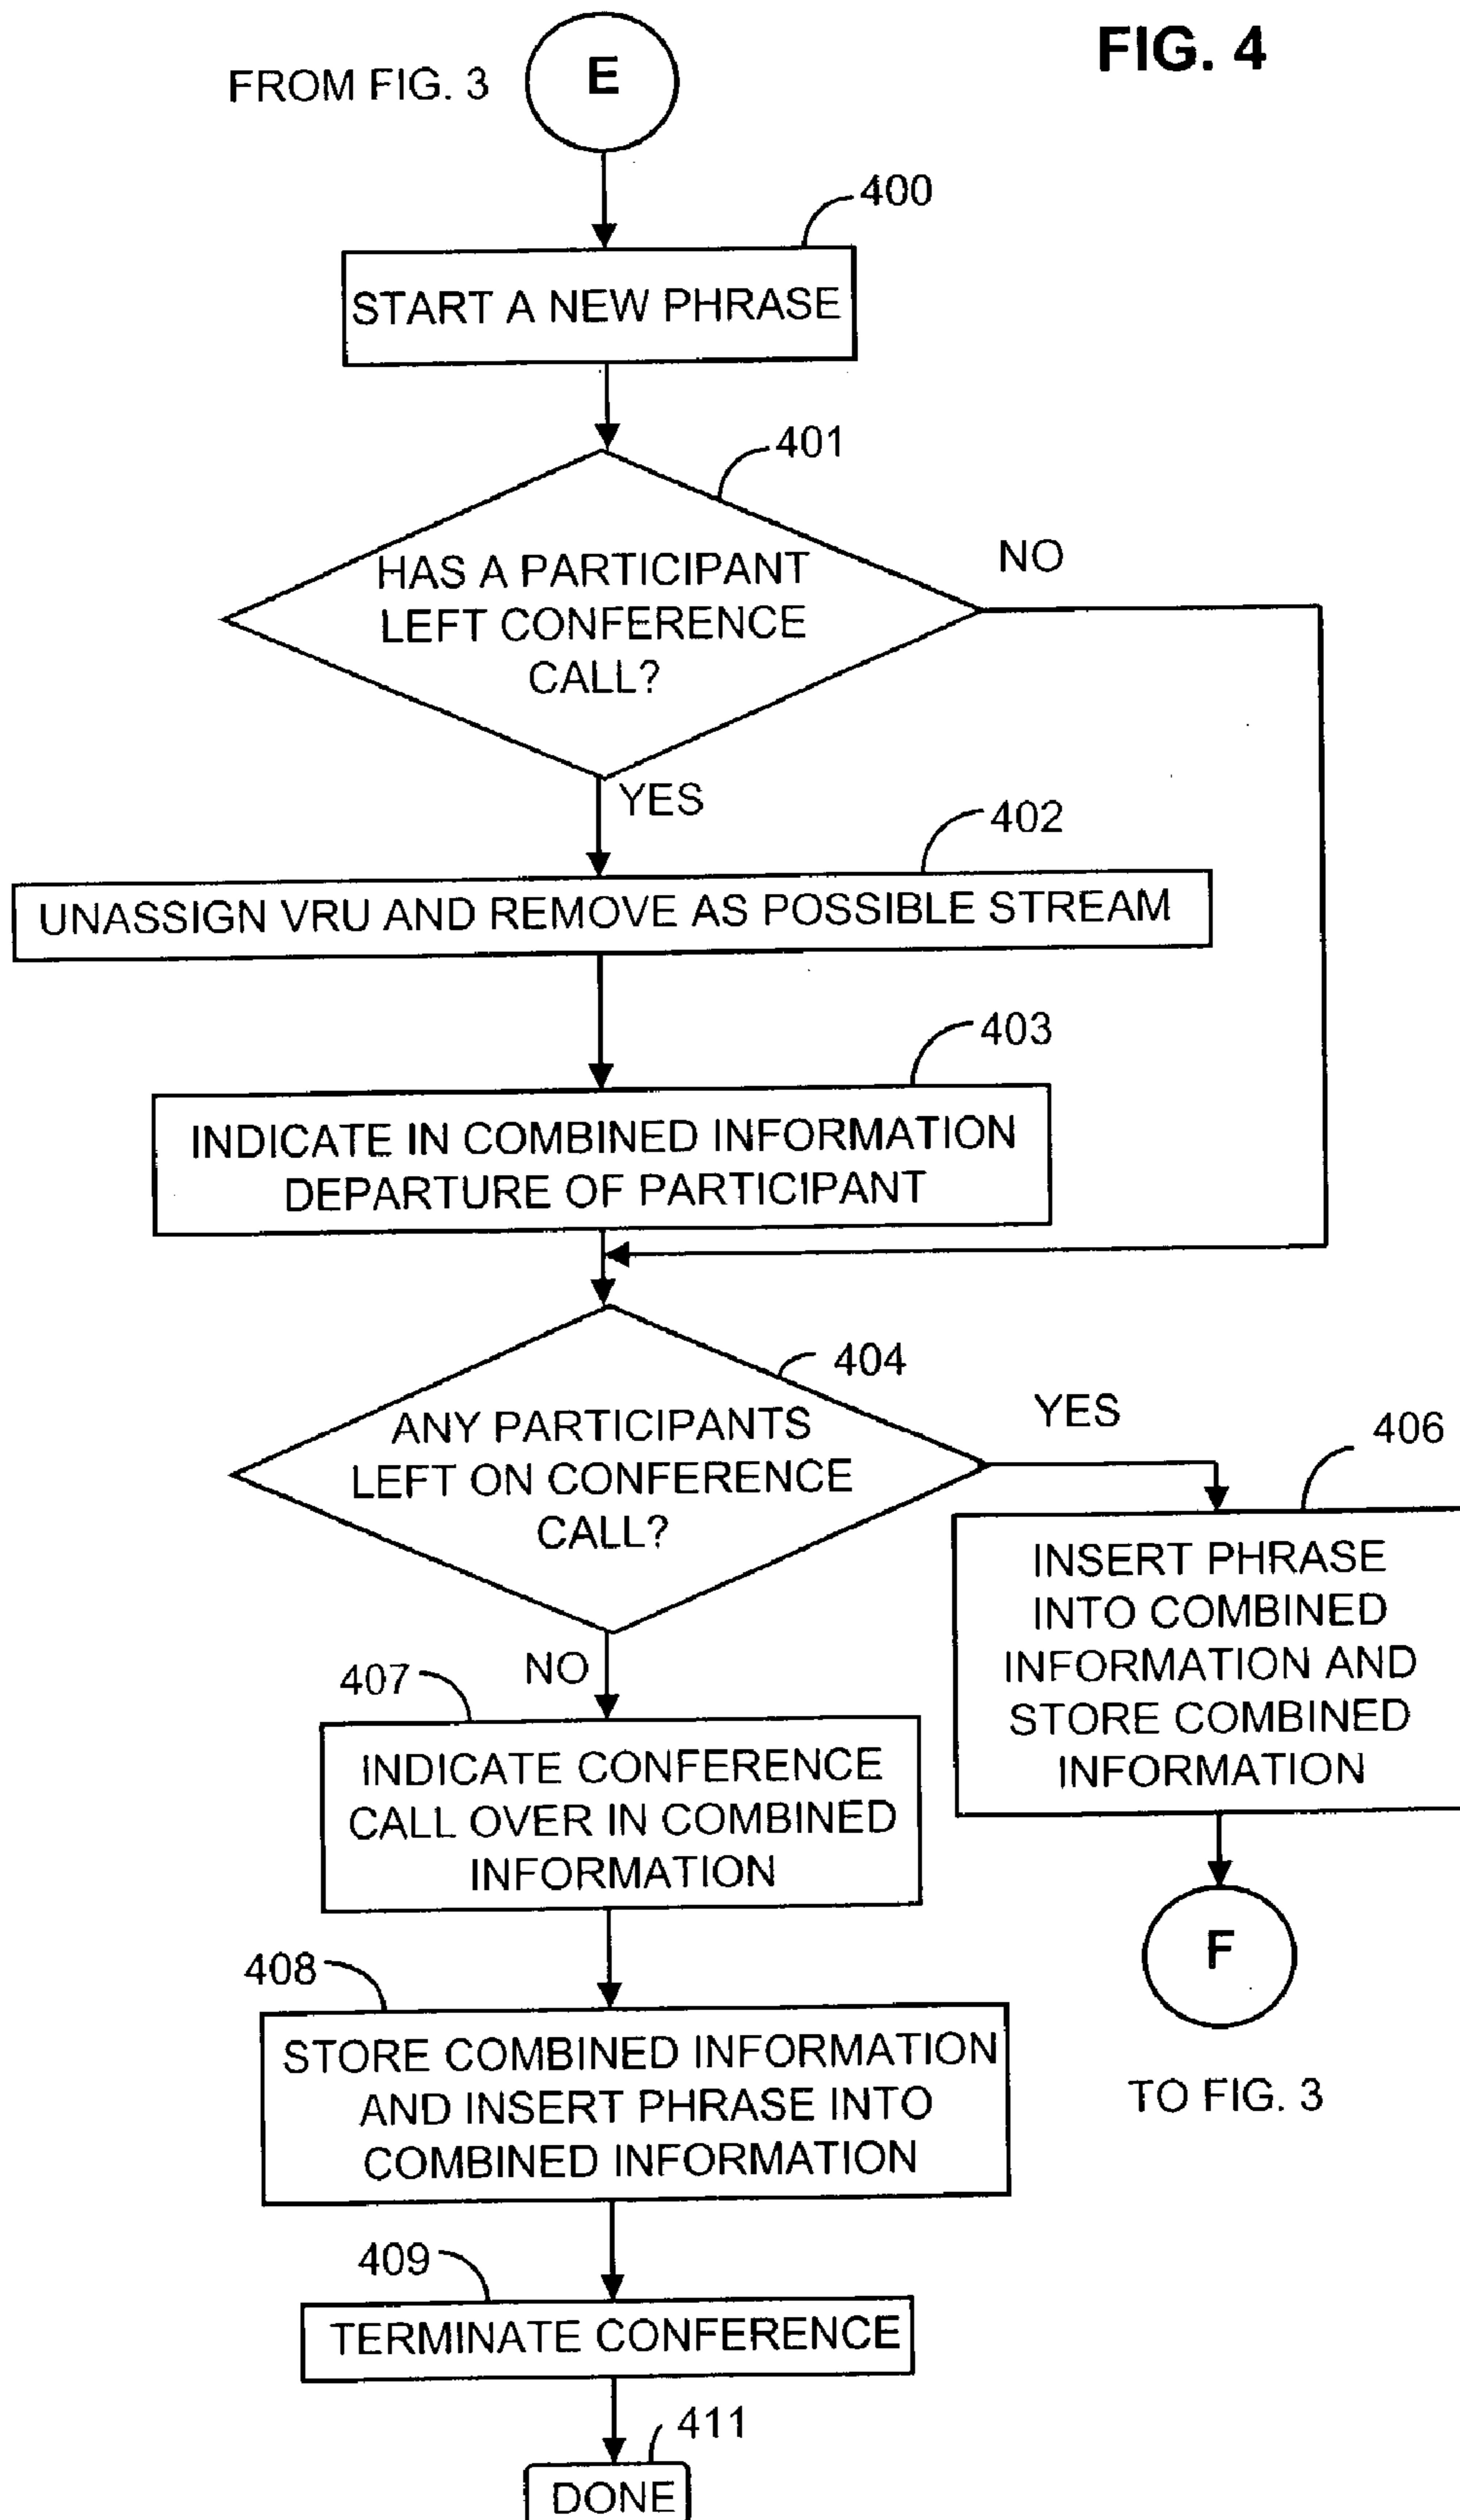 FIG. 4
FROM FIG. 3
E
400
START A NEW PHRASE
401
HAS A PARTICIPANT
LEFT CONFERENCE
CALL?
NO
YES
402
UNASSIGN VRU AND REMOVE AS POSSIBLE STREAM
403
INDICATE IN COMBINED INFORMATION
DEPARTURE OF PARTICIPANT
404
ANY PARTICIPANTS
LEFT ON CONFERENCE
CALL?
YES
406
INSERT PHRASE
INTO COMBINED
INFORMATION AND
STORE COMBINED
INFORMATION
F
TO FIG. 3
NO
407
INDICATE CONFERENCE
CALL OVER IN COMBINED
INFORMATION
408
STORE COMBINED INFORMATION
AND INSERT PHRASE INTO
COMBINED INFORMATION
409
TERMINATE CONFERENCE
411
DONE